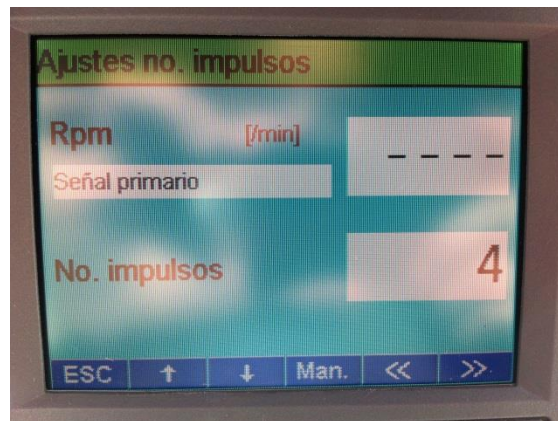 Ajustes no. impulsos
Rpm [/min] – – – –
Señal primario
No. impulsos 4
ESC ↑ ↓ Man. << >>